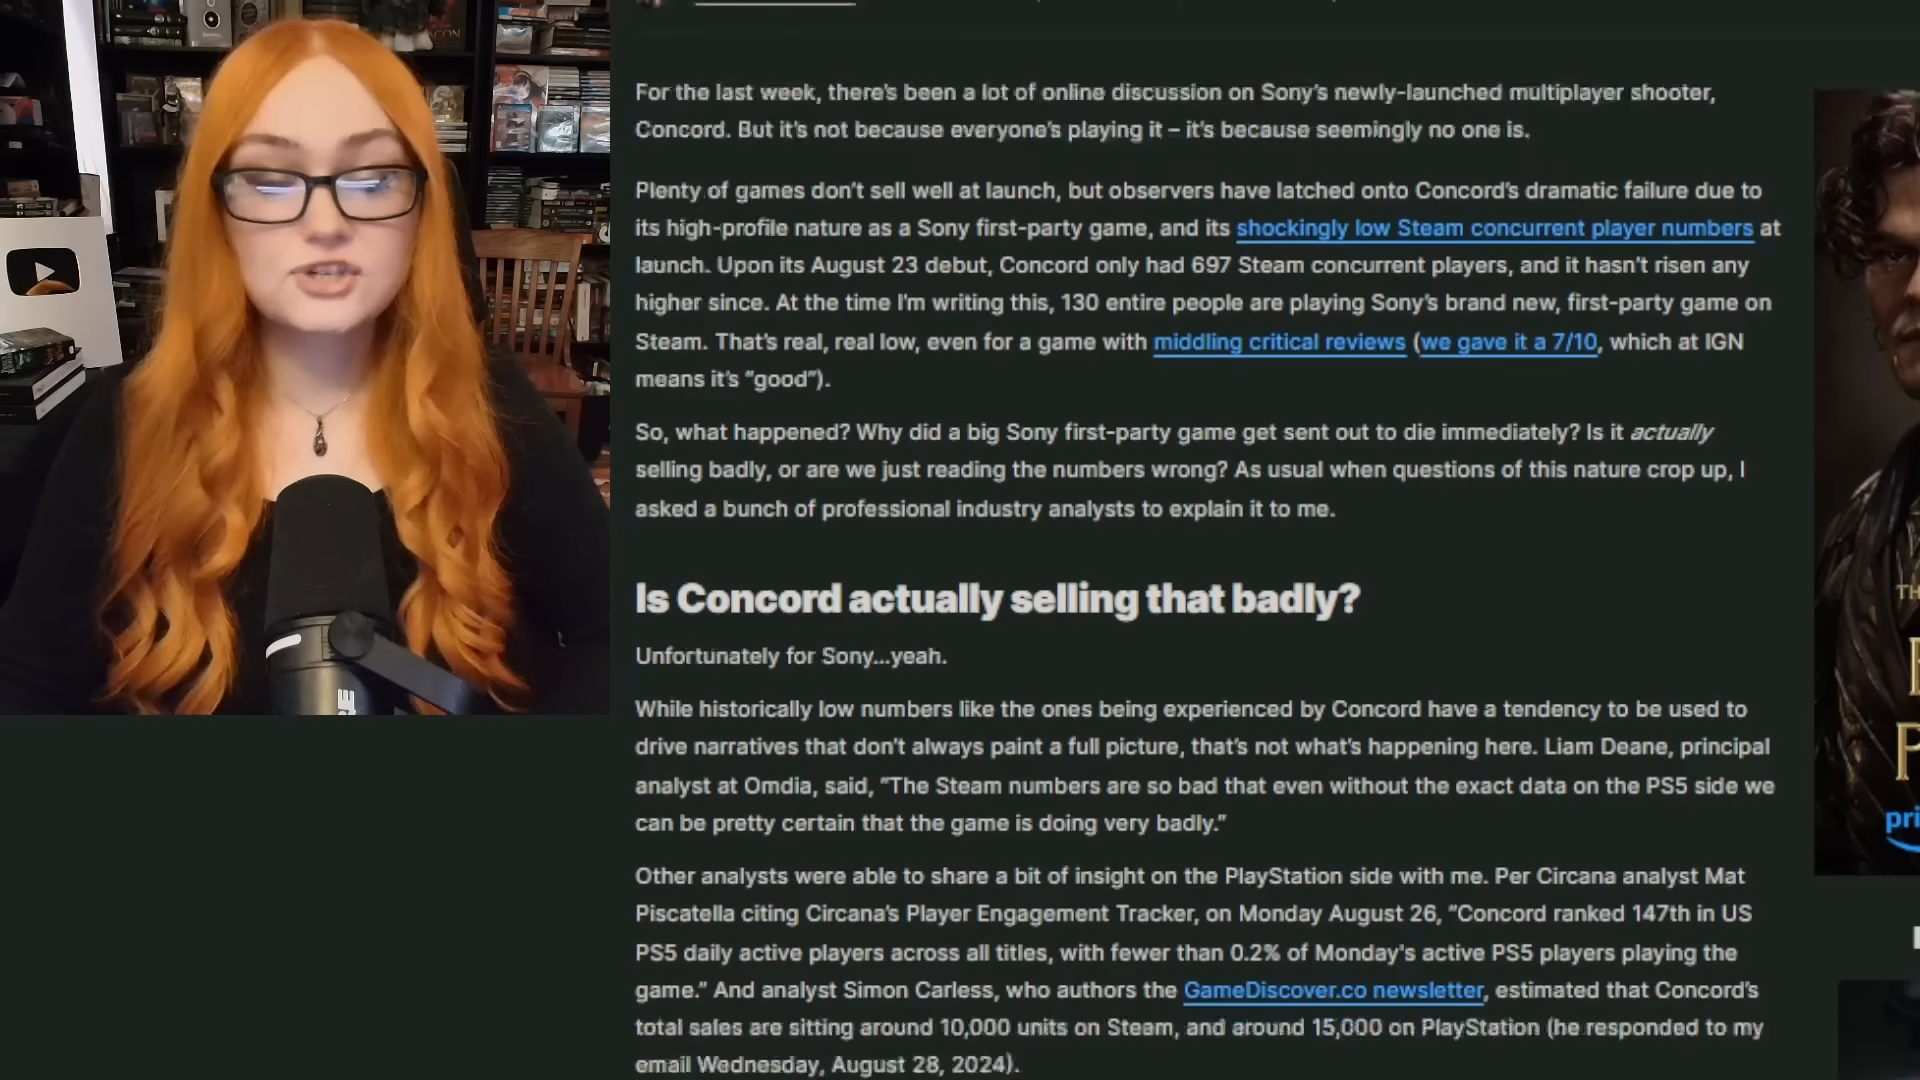 For the last week, there's been a lot of online discussion on Sony's newly-launched multiplayer shooter,
Concord. But it's not because everyone's playing it – it's because seemingly no one is.
Plenty of games don't sell well at launch, but observers have latched onto Concord's dramatic failure due to
its high-profile nature as a Sony first-party game, and its shockingly low Steam concurrent player numbers at
launch. Upon its August 23 debut, Concord only had 697 Steam concurrent players, and it hasn't risen any
higher since. At the time I'm writing this, 130 entire people are playing Sony's brand new, first-party game on
Steam. That's real, real low, even for a game with middling critical reviews (we gave it a 7/10, which at IGN
means it's "good").
So, what happened? Why did a big Sony first-party game get sent out to die immediately? Is it actually
selling badly, or are we just reading the numbers wrong? As usual when questions of this nature crop up, I
asked a bunch of professional industry analysts to explain it to me.
Is Concord actually selling that badly?
Unfortunately for Sony...yeah.
While historically low numbers like the ones being experienced by Concord have a tendency to be used to
drive narratives that don't always paint a full picture, that's not what's happening here. Liam Deane, principal
analyst at Omdia, said, "The Steam numbers are so bad that even without the exact data on the PS5 side we
can be pretty certain that the game is doing very badly."
Other analysts were able to share a bit of insight on the PlayStation side with me. Per Circana analyst Mat
Piscatella citing Circana's Player Engagement Tracker, on Monday August 26, "Concord ranked 147th in US
PS5 daily active players across all titles, with fewer than 0.2% of Monday's active PS5 players playing the
game." And analyst Simon Carless, who authors the GameDiscover.co newsletter, estimated that Concord's
total sales are sitting around 10,000 units on Steam, and around 15,000 on PlayStation (he responded to my
email Wednesday, August 28, 2024).
TH
P
pri